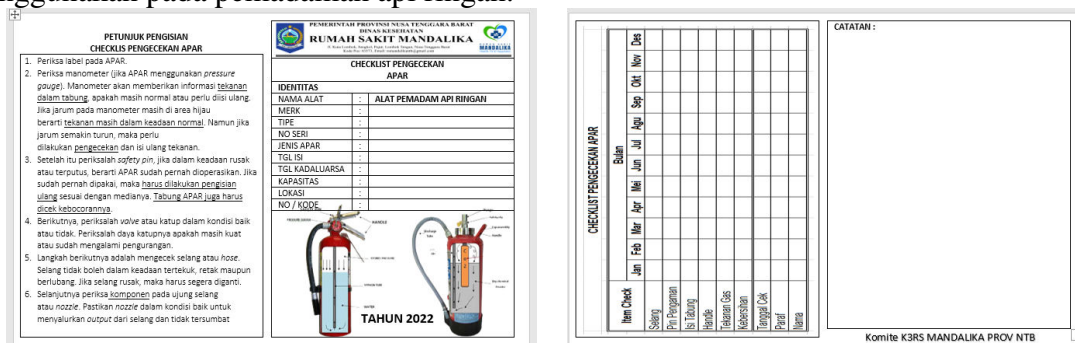 menggunakan pada pemadaman api ringan.
PETUNJUK PENGISIAN
CHECKLIS PENGECEKAN APAR
1. Periksa label pada APAR.
2. Periksa manometer (jika APAR menggunakan pressure
gauge). Manometer akan memberikan informasi tekanan
dalam tabung, apakah masih normal atau perlu diisi ulang.
Jika jarum pada manometer masih di area hijau
berarti tekanan masih dalam keadaan normal. Namun jika
jarum semakin turun, maka perlu
dilakukan pengecekan dan isi ulang tekanan.
3. Setelah itu periksalah safety pin, jika dalam keadaan rusak
atau terputus, berarti APAR sudah pernah dioperasikan. Jika
sudah pernah dipakai, maka harus dilakukan pengisian
ulang sesuai dengan medianya. Tabung APAR juga harus
dicek kebocorannya.
4. Berikutnya, periksalah valve atau katup dalam kondisi baik
atau tidak. Periksalah daya katupnya apakah masih kuat
atau sudah mengalami pengurangan.
5. Langkah berikutnya adalah mengecek selang atau hose.
Selang tidak boleh dalam keadaan tertekuk, retak maupun
berlubang. Jika selang rusak, maka harus segera diganti.
6. Selanjutnya periksa komponen pada ujung selang
atau nozzle. Pastikan nozzle dalam kondisi baik untuk
menyalurkan output dari selang dan tidak tersumbat
PEMERINTAH PROVINSI NUSA TENGGARA BARAT
DINAS KESEHATAN
RUMAH SAKIT MANDALIKA
MANDALIKA
CHECKLIST PENGECEKAN
APAR
IDENTITAS
NAMA ALAT : ALAT PEMADAM API RINGAN
MERK :
TIPE :
NO SERI :
JENIS APAR :
TGL ISI :
TGL KADALUARSA :
KAPASITAS :
LOKASI :
NO / KODE :
HANDLE
TAHUN 2022
CHECKLIST PENGECEKAN APAR
Item Check
Bulan
Jan Feb Mar Apr Mei Jun Jul Agu Sep Okt Nov Des
Selang
Pin Pengaman
Isi Tabung
Handle
Tekanan Gas
Kebersihan
Tanggal Cek
Paraf
Nama
CATATAN :
Komite K3RS MANDALIKA PROV NTB